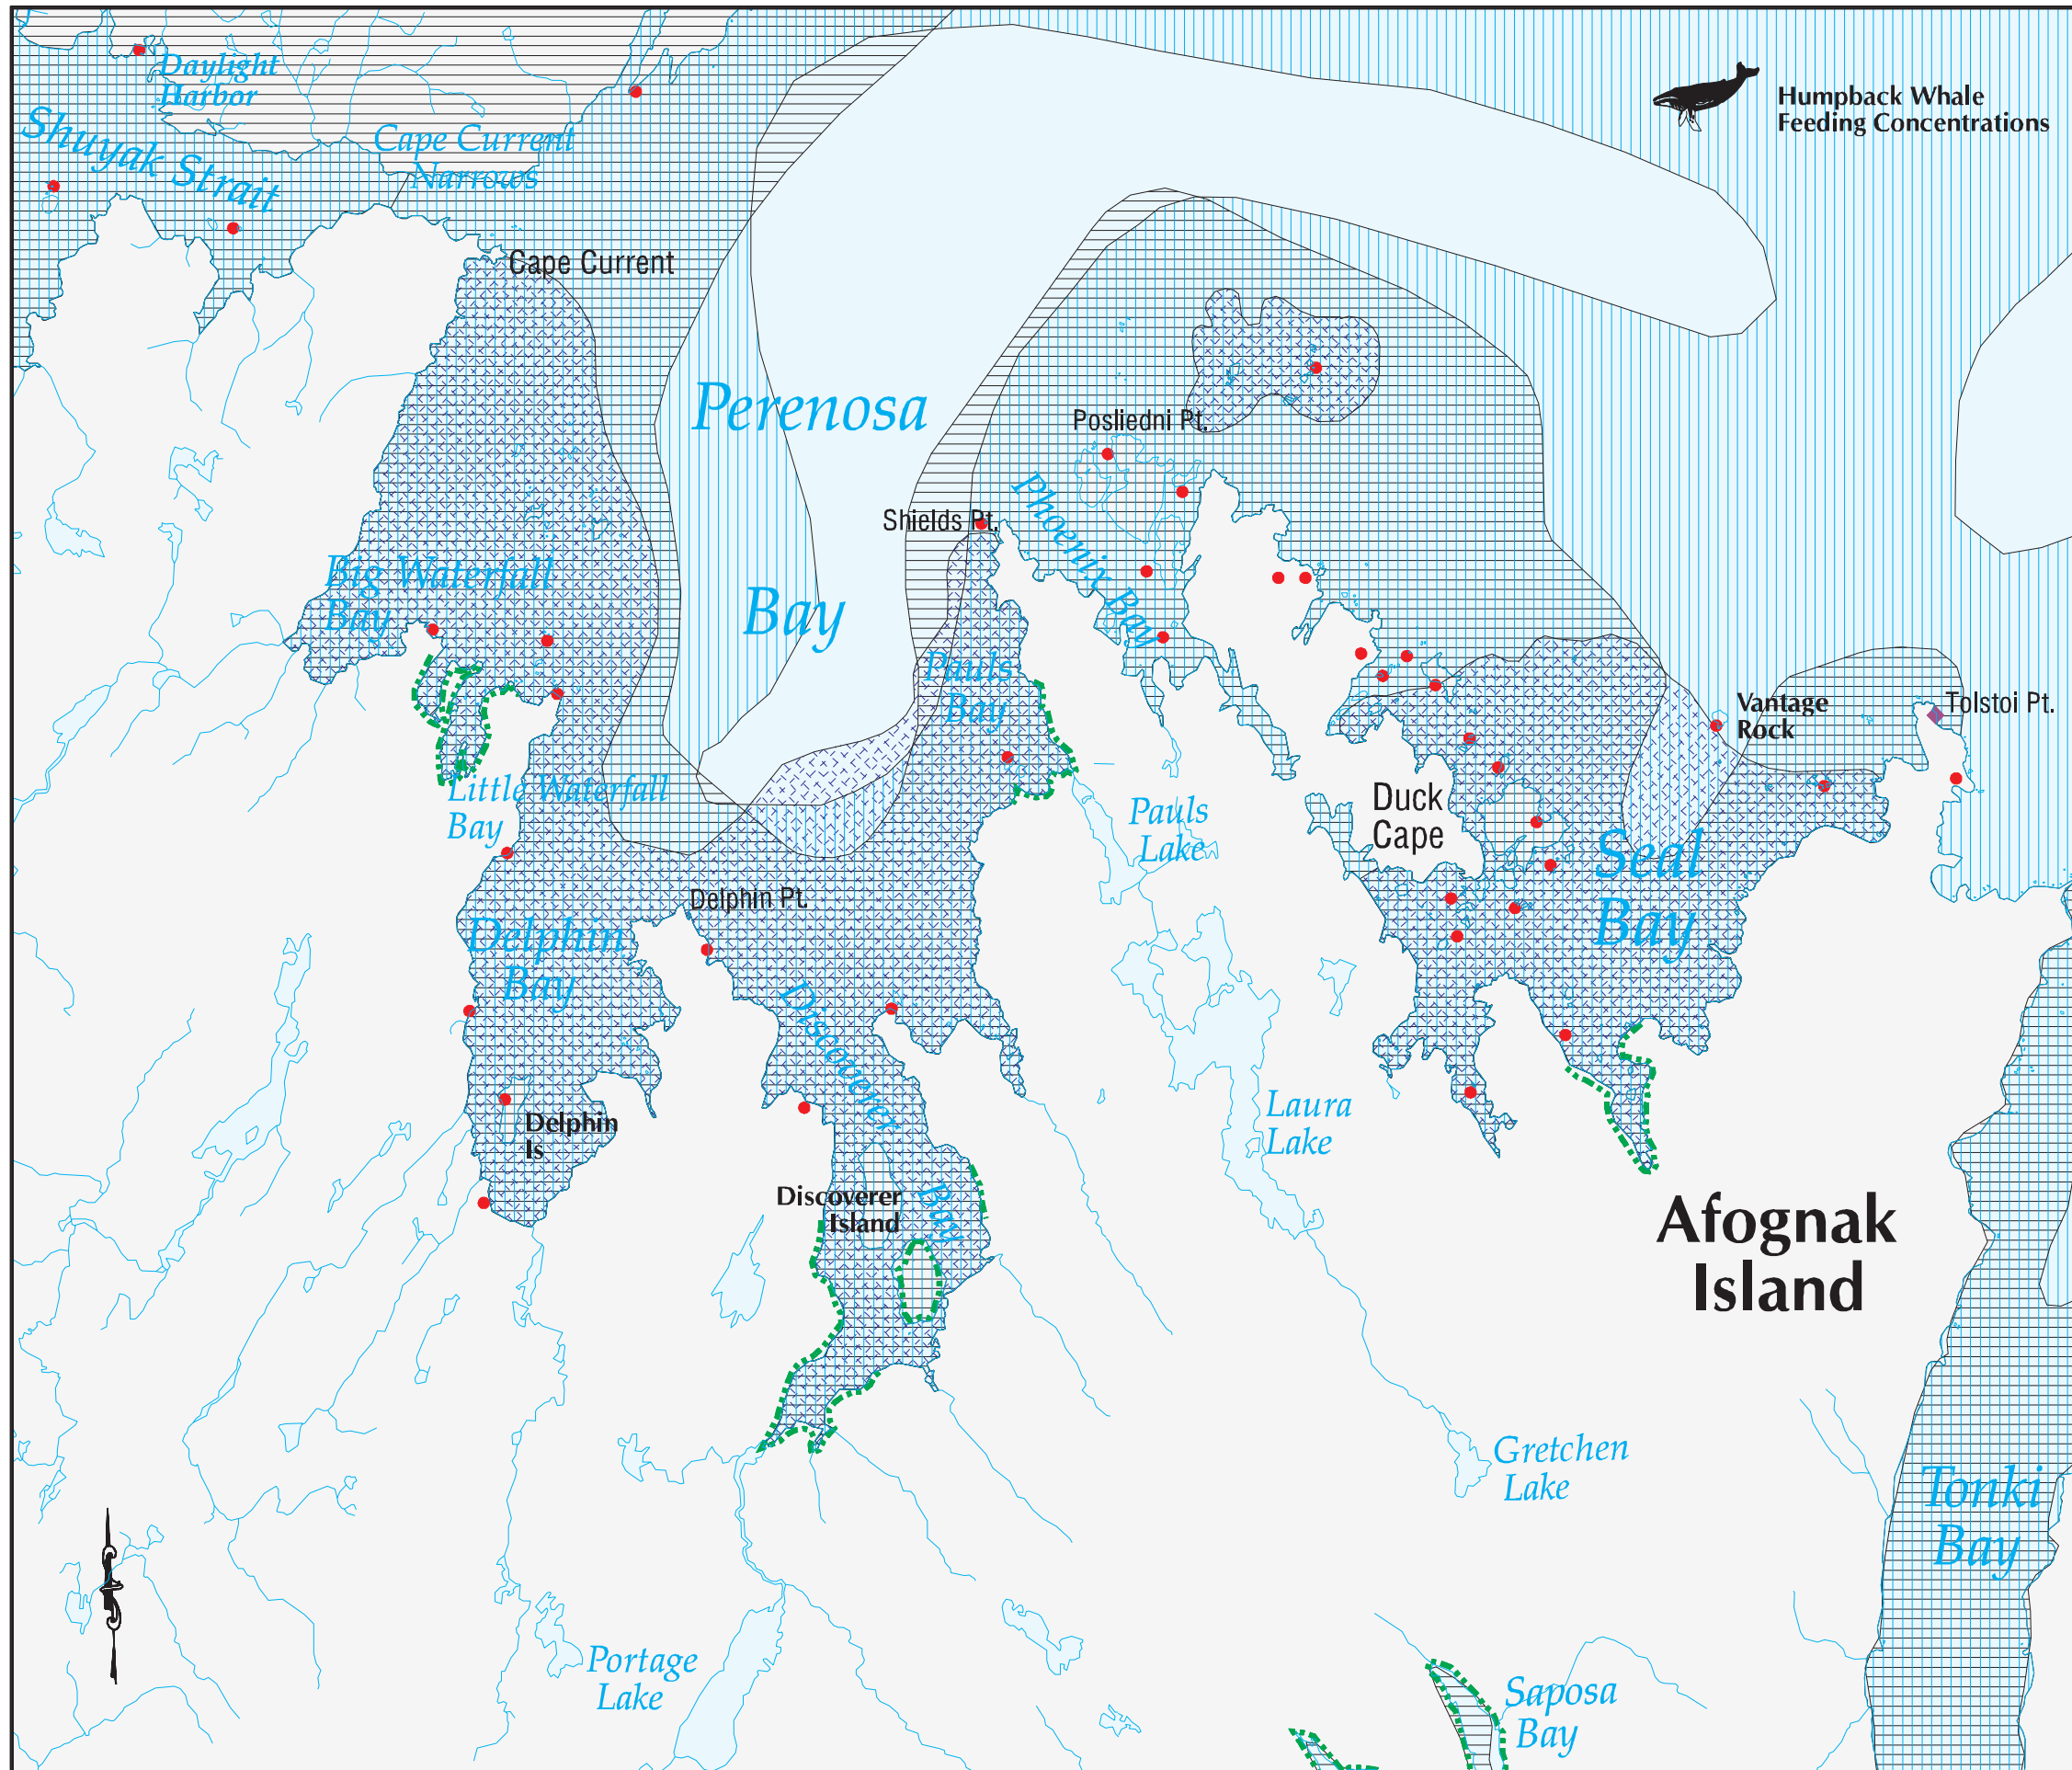 Daylight
Harbor
Shuyak Strait
Cape Current
Narrows
Humpback Whale
Feeding Concentrations
Cape Current
Perenosa
Bay
Posliedni Pt.
Shields Pt.
Phoenix Bay
Big Waterfall
Bay
Pauls
Bay
Vantage
Rock
Tolstoi Pt.
Little Waterfall
Bay
Duck
Cape
Pauls
Lake
Seal
Bay
Delphin Pt.
Delphin
Bay
Discoverer
Bay
Delphin
Is
Laura
Lake
Discoverer
Island
Afognak
Island
Gretchen
Lake
Tonki
Bay
Portage
Lake
Saposa
Bay